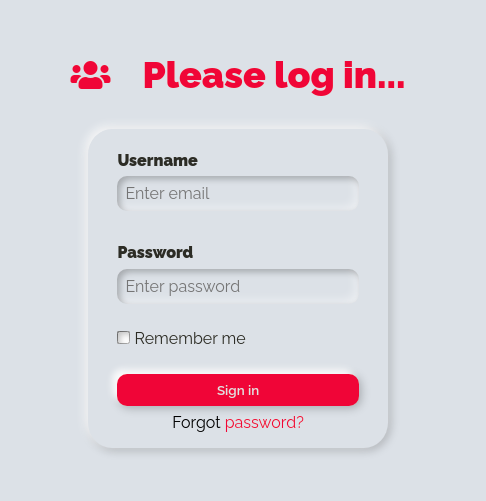 Please log in...
Username
Enter email
Password
Enter password
Remember me
Sign in
Forgot password?